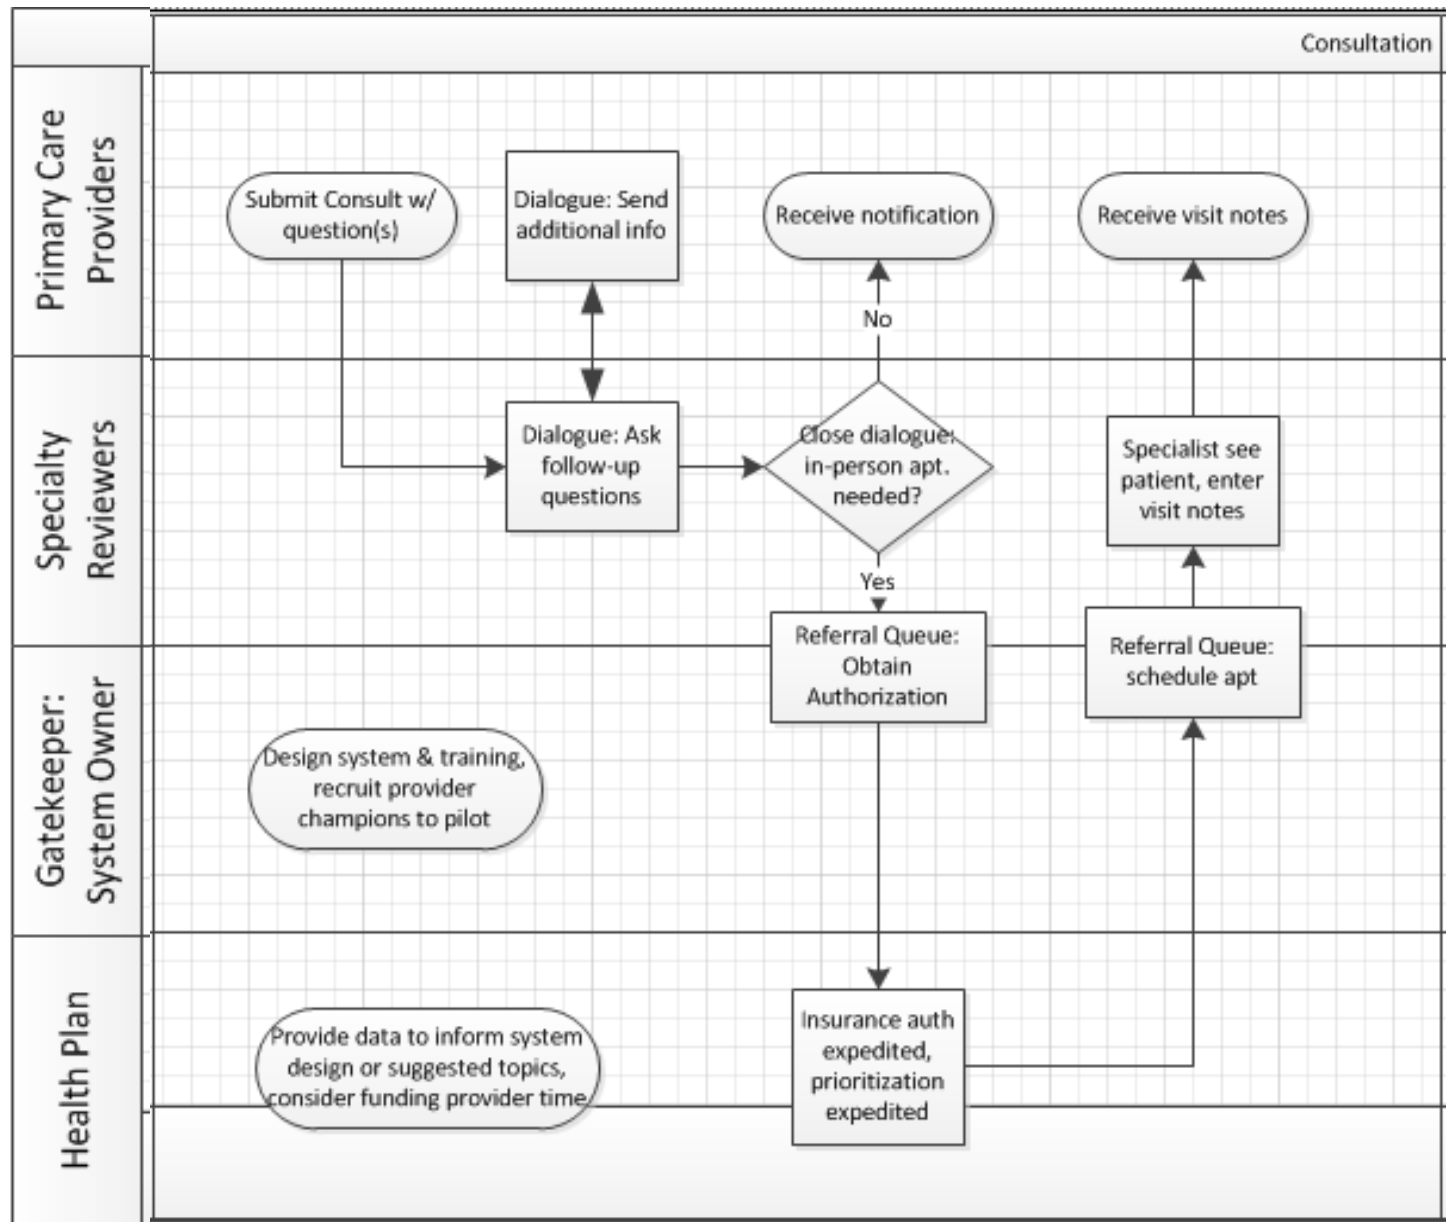 Consultation
Primary Care
Providers
Submit Consult w/
question(s)
Dialogue: Send
additional info
Receive notification
Receive visit notes
No
Specialty
Reviewers
Dialogue: Ask
follow-up
questions
Close dialogue:
in-person apt.
needed?
Specialist see
patient, enter
visit notes
Yes
Referral Queue:
Obtain
Authorization
Referral Queue:
schedule apt
Gatekeeper:
System Owner
Design system & training,
recruit provider
champions to pilot
Health Plan
Provide data to inform system
design or suggested topics,
consider funding provider time
Insurance auth
expedited,
prioritization
expedited